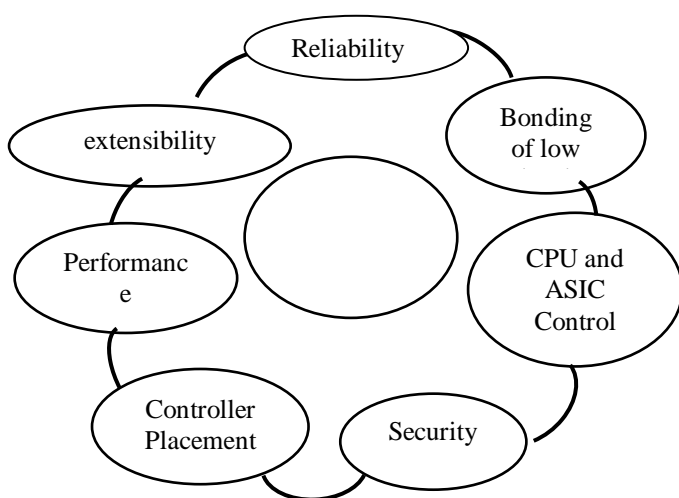 Reliability
Bonding
of low
extensibility
CPU and
ASIC
Control
Performanc
e
Controller
Placement
Security